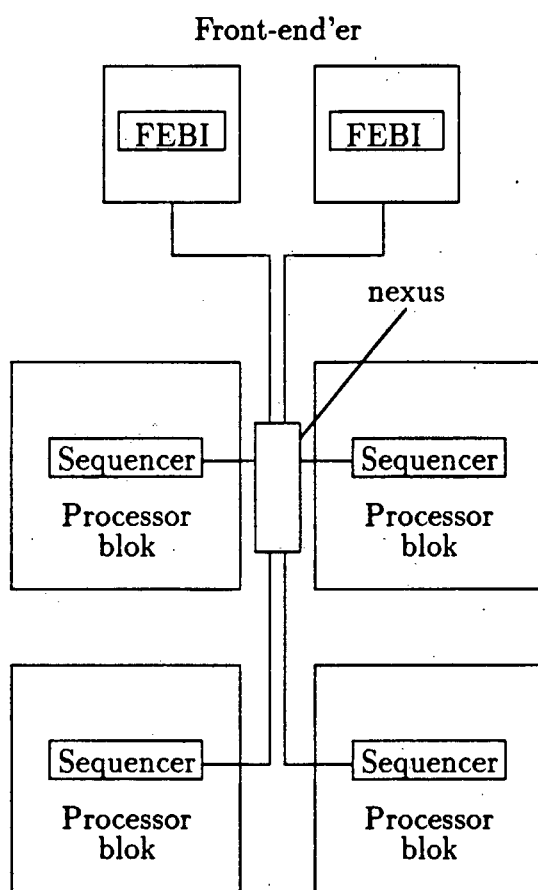 Front-end'er
FEBI
FEBI
nexus
Sequencer
Processor
blok
Sequencer
Processor
blok
Sequencer
Processor
blok
Sequencer
Processor
blok